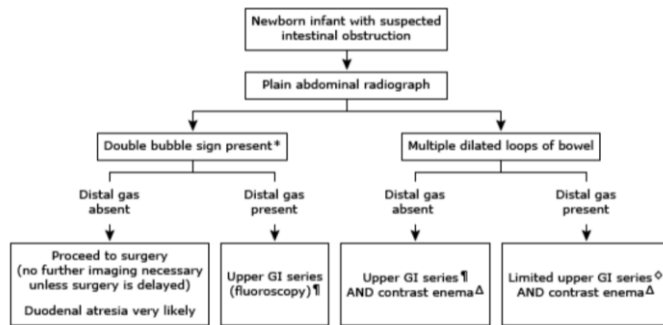 Newborn infant with suspected
intestinal obstruction
Plain abdominal radiograph
Double bubble sign present*
Multiple dilated loops of bowel
Distal gas
absent
Distal gas
present
Distal gas
absent
Distal gas
present
Proceed to surgery
(no further imaging necessary
unless surgery is delayed)
Duodenal atresia very likely
Upper GI series
(fluoroscopy)¶
Upper GI series¶
AND contrast enemaΔ
Limited upper GI series◇
AND contrast enemaΔ